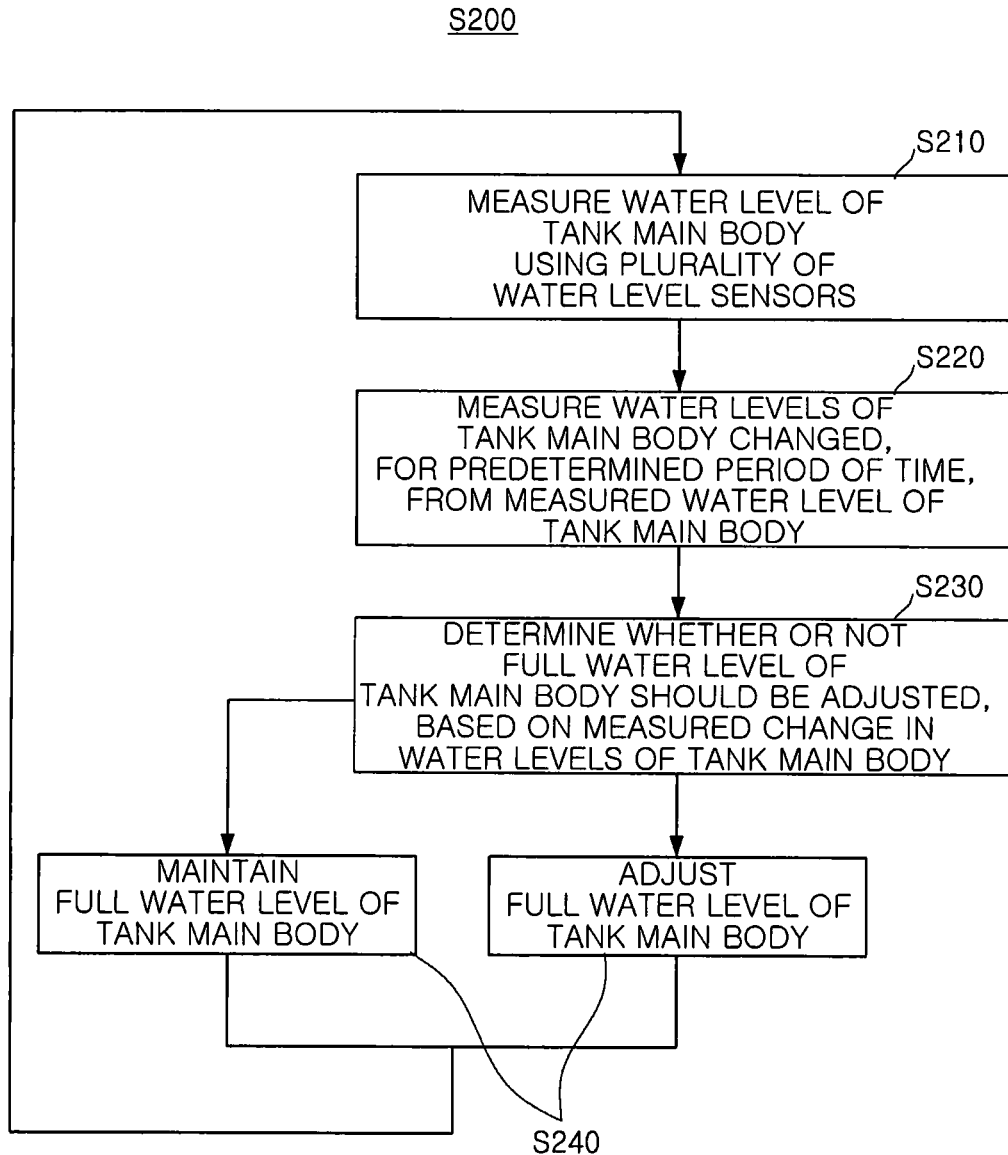 S200
S210
MEASURE WATER LEVEL OF
TANK MAIN BODY
USING PLURALITY OF
WATER LEVEL SENSORS
S220
MEASURE WATER LEVELS OF
TANK MAIN BODY CHANGED,
FOR PREDETERMINED PERIOD OF TIME,
FROM MEASURED WATER LEVEL OF
TANK MAIN BODY
S230
DETERMINE WHETHER OR NOT
FULL WATER LEVEL OF
TANK MAIN BODY SHOULD BE ADJUSTED,
BASED ON MEASURED CHANGE IN
WATER LEVELS OF TANK MAIN BODY
MAINTAIN
FULL WATER LEVEL OF
TANK MAIN BODY
ADJUST
FULL WATER LEVEL OF
TANK MAIN BODY
S240